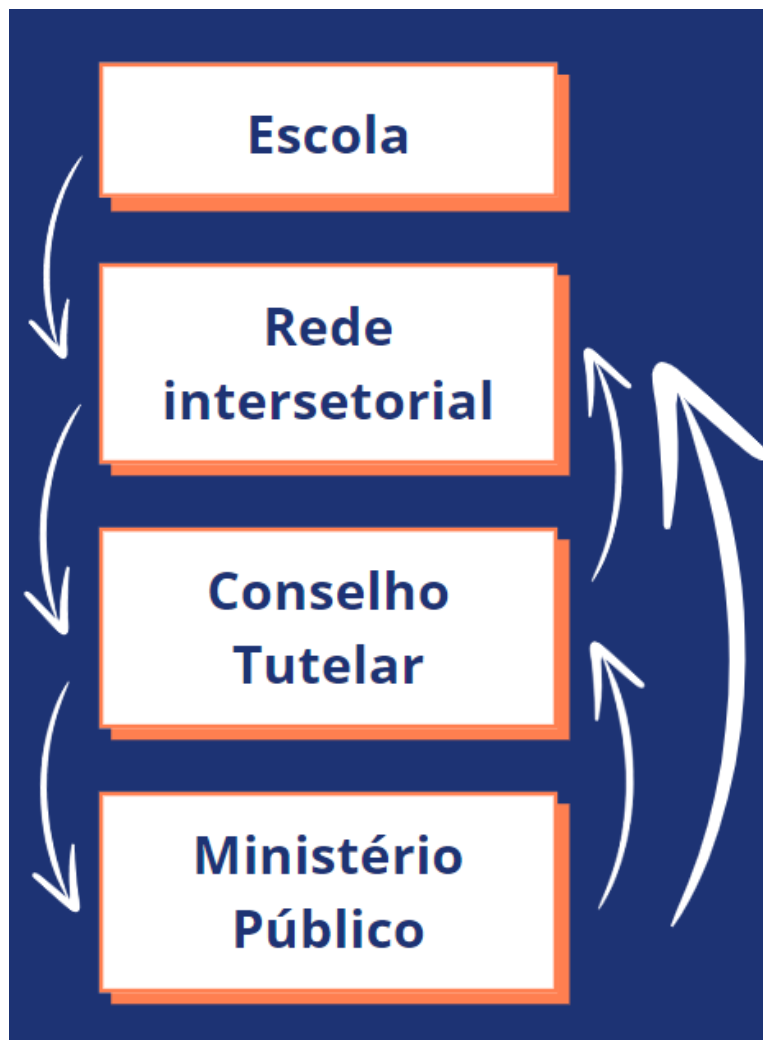 Escola
Rede
intersetorial
Conselho
Tutelar
Ministério
Público